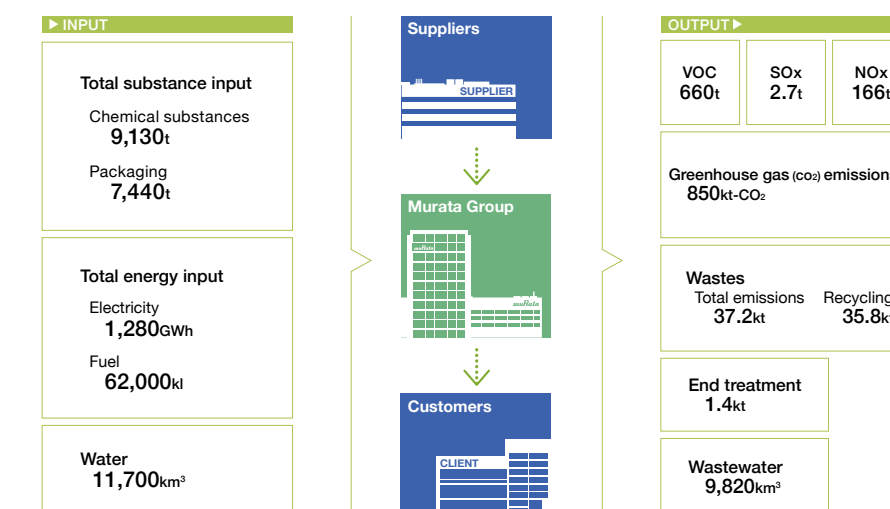 ▶ INPUT
Total substance input
Chemical substances
9,130t
Packaging
7,440t
Total energy input
Electricity
1,280GWh
Fuel
62,000kl
Water
11,700km³
Suppliers
SUPPLIER
Murata Group
muRata
muRata
Customers
CLIENT
OUTPUT ▶
VOC
660t
SOx
2.7t
NOx
166t
Greenhouse gas (CO₂) emission
850kt-CO₂
Wastes
Total emissions Recycling
37.2kt 35.8kt
End treatment
1.4kt
Wastewater
9,820km³